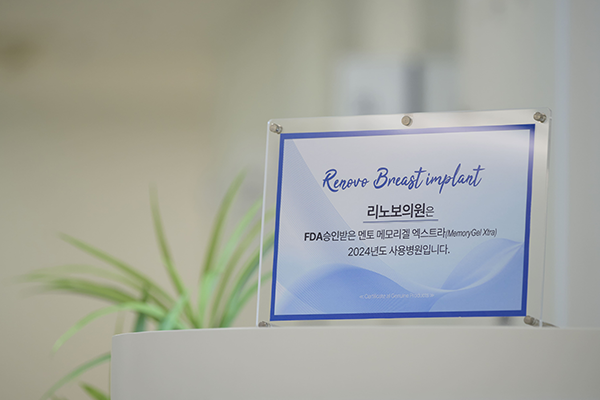 Renovo Breast implant
리노보의원은
FDA승인받은 멘토 메모리겔 엑스트라(MemoryGel Xtra)
2024년도 사용병원입니다.